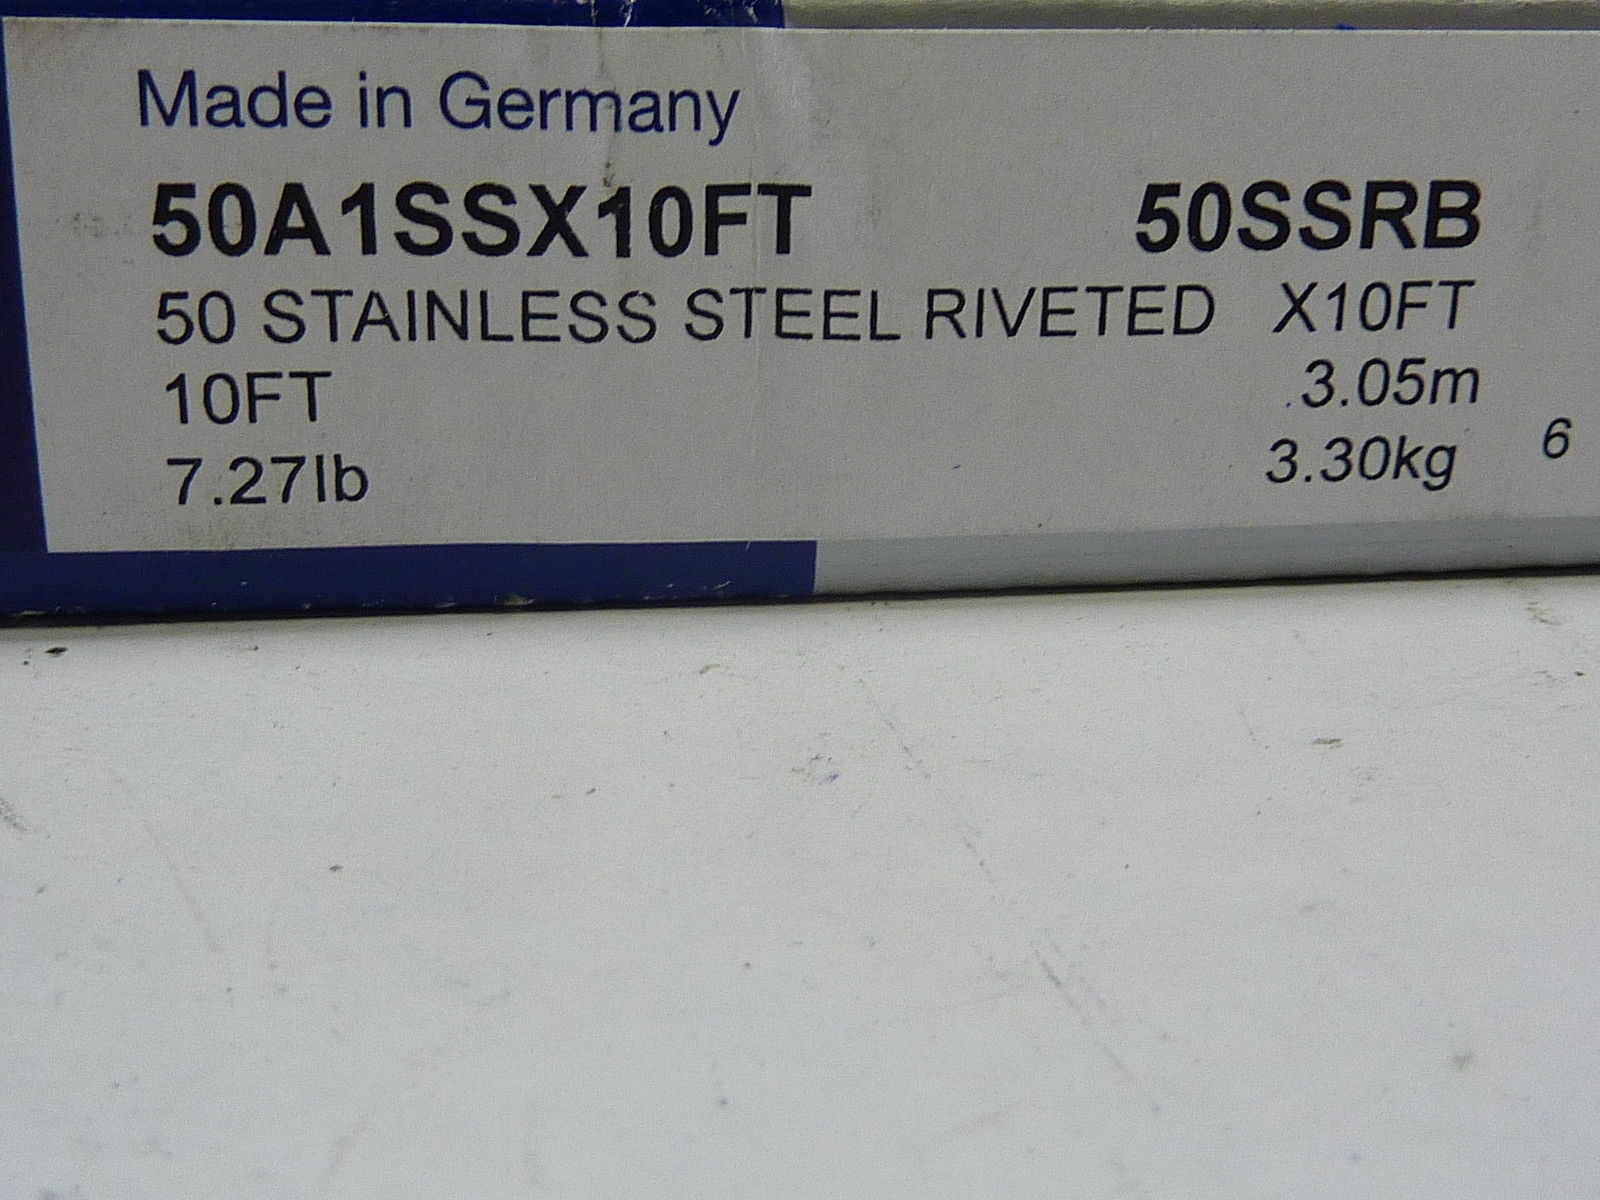 Made in Germany
50A1SSX10FT 50SSRB
50 STAINLESS STEEL RIVETED X10FT
10FT 3.05m
7.27lb 3.30kg 6